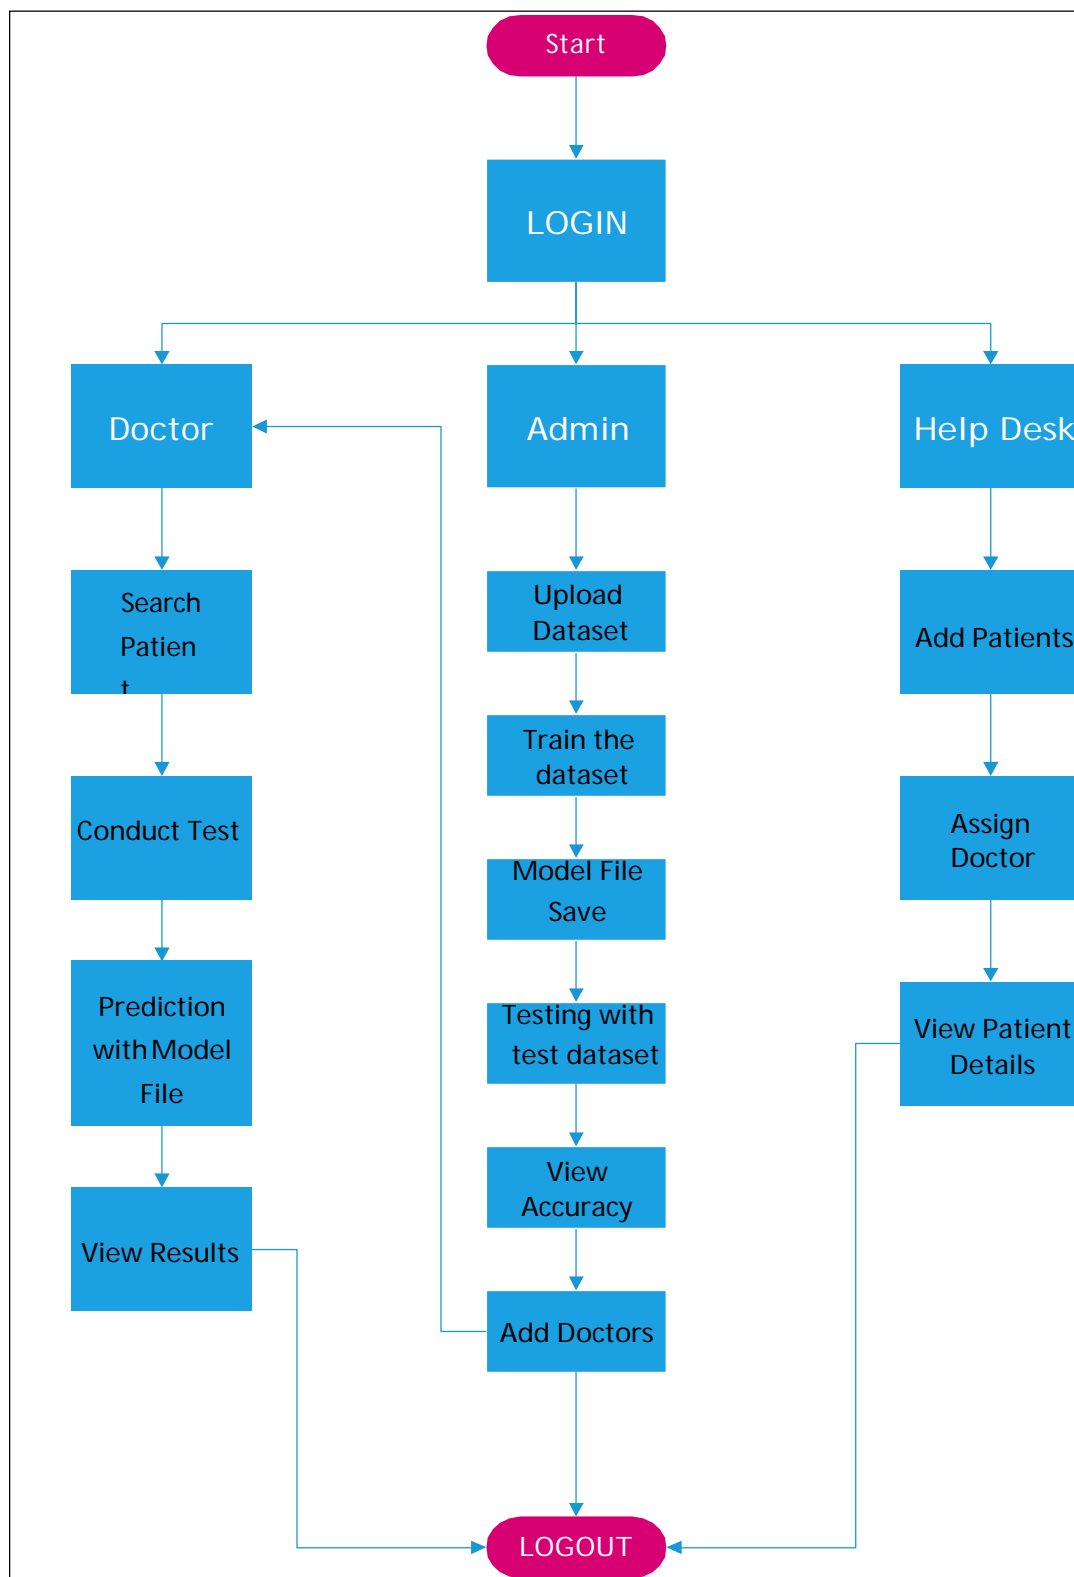 Start
LOGIN
Doctor
Admin
Help Desk
Search
Patien
t
Conduct Test
Prediction
with Model
File
View Results
Upload
Dataset
Train the
dataset
Model File
Save
Testing with
test dataset
View
Accuracy
Add Doctors
Add Patients
Assign
Doctor
View Patient
Details
LOGOUT